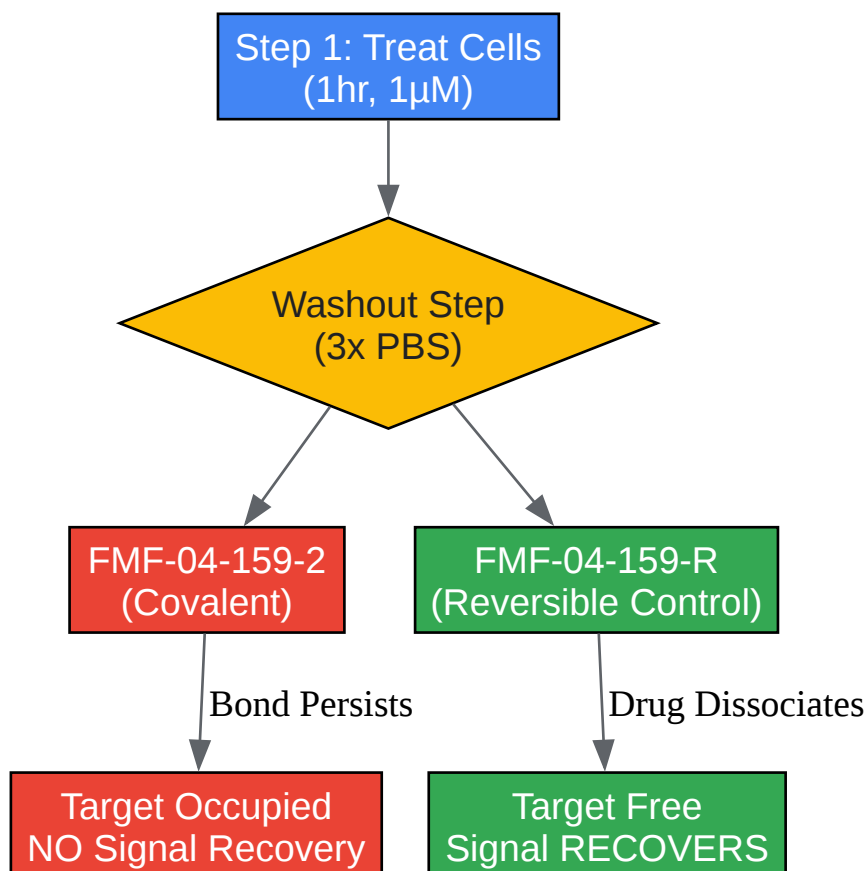 Step 1: Treat Cells
(1hr, 1µM)
Washout Step
(3x PBS)
FMF-04-159-2
(Covalent)
FMF-04-159-R
(Reversible Control)
Bond Persists
Drug Dissociates
Target Occupied
NO Signal Recovery
Target Free
Signal RECOVERS